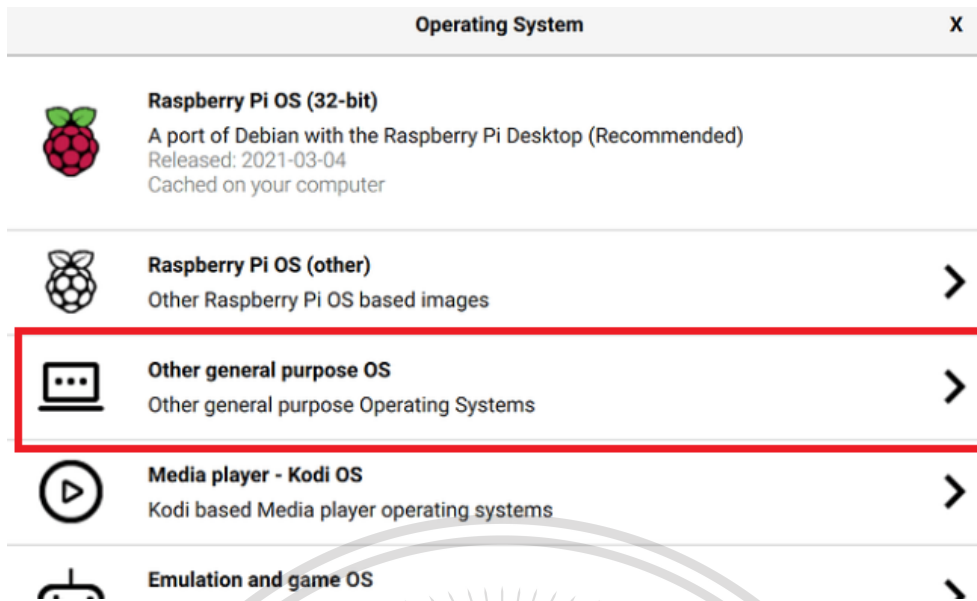 Operating System X
Raspberry Pi OS (32-bit)
A port of Debian with the Raspberry Pi Desktop (Recommended)
Released: 2021-03-04
Cached on your computer
Raspberry Pi OS (other)
Other Raspberry Pi OS based images
Other general purpose OS
Other general purpose Operating Systems
Media player - Kodi OS
Kodi based Media player operating systems
Emulation and game OS